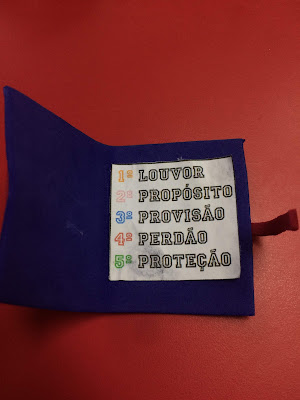 1º LOUVOR
2º PROPÓSITO
3º PROVISÃO
4º PERDÃO
5º PROTEÇÃO